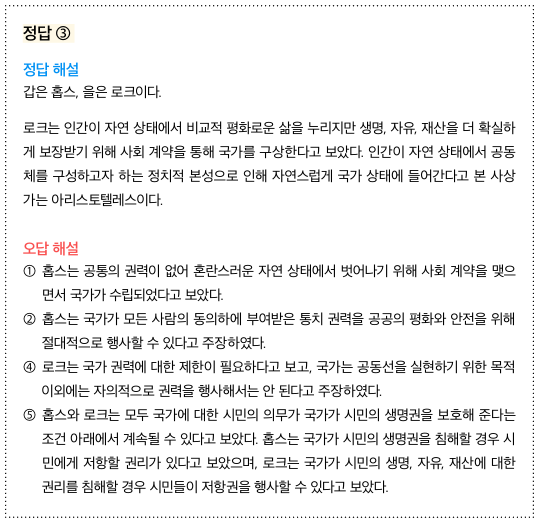 정답 ③
정답 해설
갑은 홉스, 을은 로크이다.
로크는 인간이 자연 상태에서 비교적 평화로운 삶을 누리지만 생명, 자유, 재산을 더 확실하
게 보장받기 위해 사회 계약을 통해 국가를 구상한다고 보았다. 인간이 자연 상태에서 공동
체를 구성하고자 하는 정치적 본성으로 인해 자연스럽게 국가 상태에 들어간다고 본 사상
가는 아리스토텔레스이다.
오답 해설
① 홉스는 공통의 권력이 없어 혼란스러운 자연 상태에서 벗어나기 위해 사회 계약을 맺으
면서 국가가 수립되었다고 보았다.
② 홉스는 국가가 모든 사람의 동의하에 부여받은 통치 권력을 공공의 평화와 안전을 위해
절대적으로 행사할 수 있다고 주장하였다.
④ 로크는 국가 권력에 대한 제한이 필요하다고 보고, 국가는 공동선을 실현하기 위한 목적
이외에는 자의적으로 권력을 행사해서는 안 된다고 주장하였다.
⑤ 홉스와 로크는 모두 국가에 대한 시민의 의무가 국가가 시민의 생명권을 보호해 준다는
조건 아래에서 계속될 수 있다고 보았다. 홉스는 국가가 시민의 생명권을 침해할 경우 시
민에게 저항할 권리가 있다고 보았으며, 로크는 국가가 시민의 생명, 자유, 재산에 대한
권리를 침해할 경우 시민들이 저항권을 행사할 수 있다고 보았다.